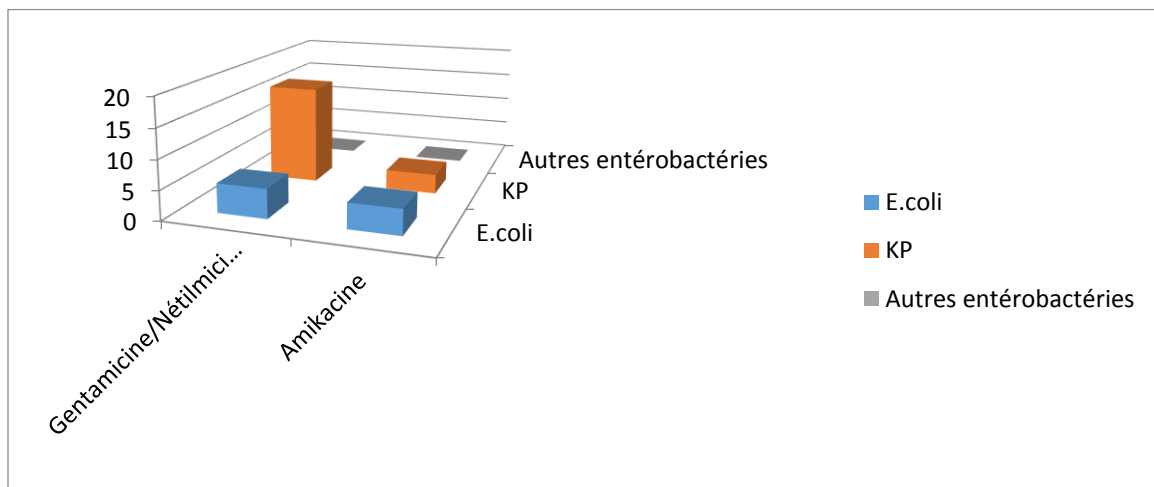 20
15
10
5
0
Autres entérobactéries
KP
E.coli
Gentamicine/Nétilmici...
Amikacine
E.coli
KP
Autres entérobactéries